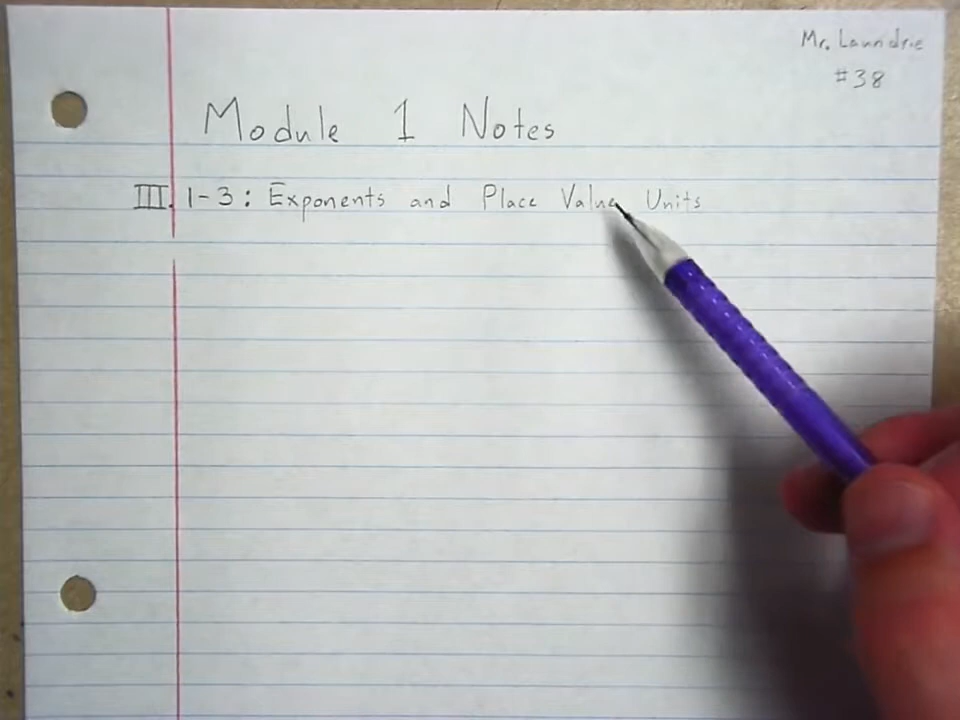 Mr. Laundrie
#38
Module 1 Notes
III. 1-3: Exponents and Place Value Units